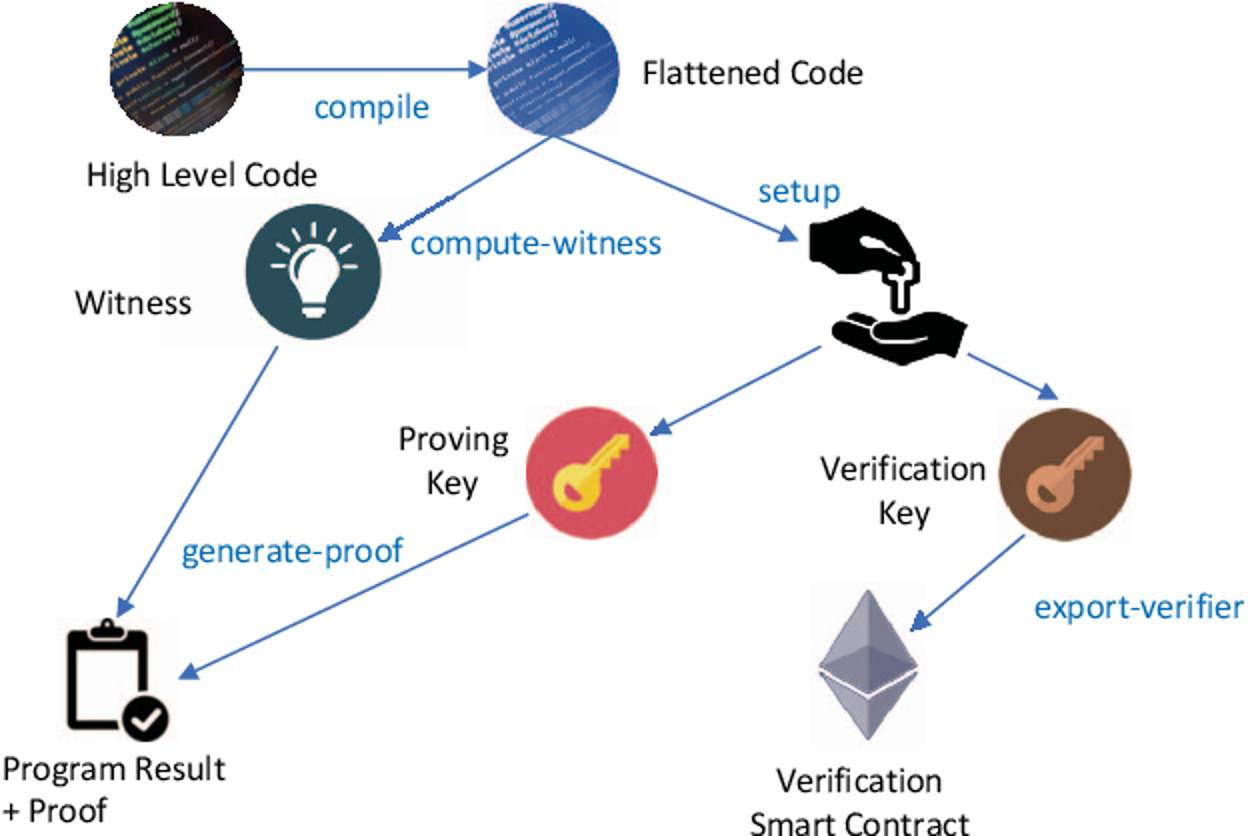 Flattened Code
compile
High Level Code
setup
compute-witness
Witness
Proving
Key
Verification
Key
generate-proof
export-verifier
Program Result
+ Proof
Verification
Smart Contract